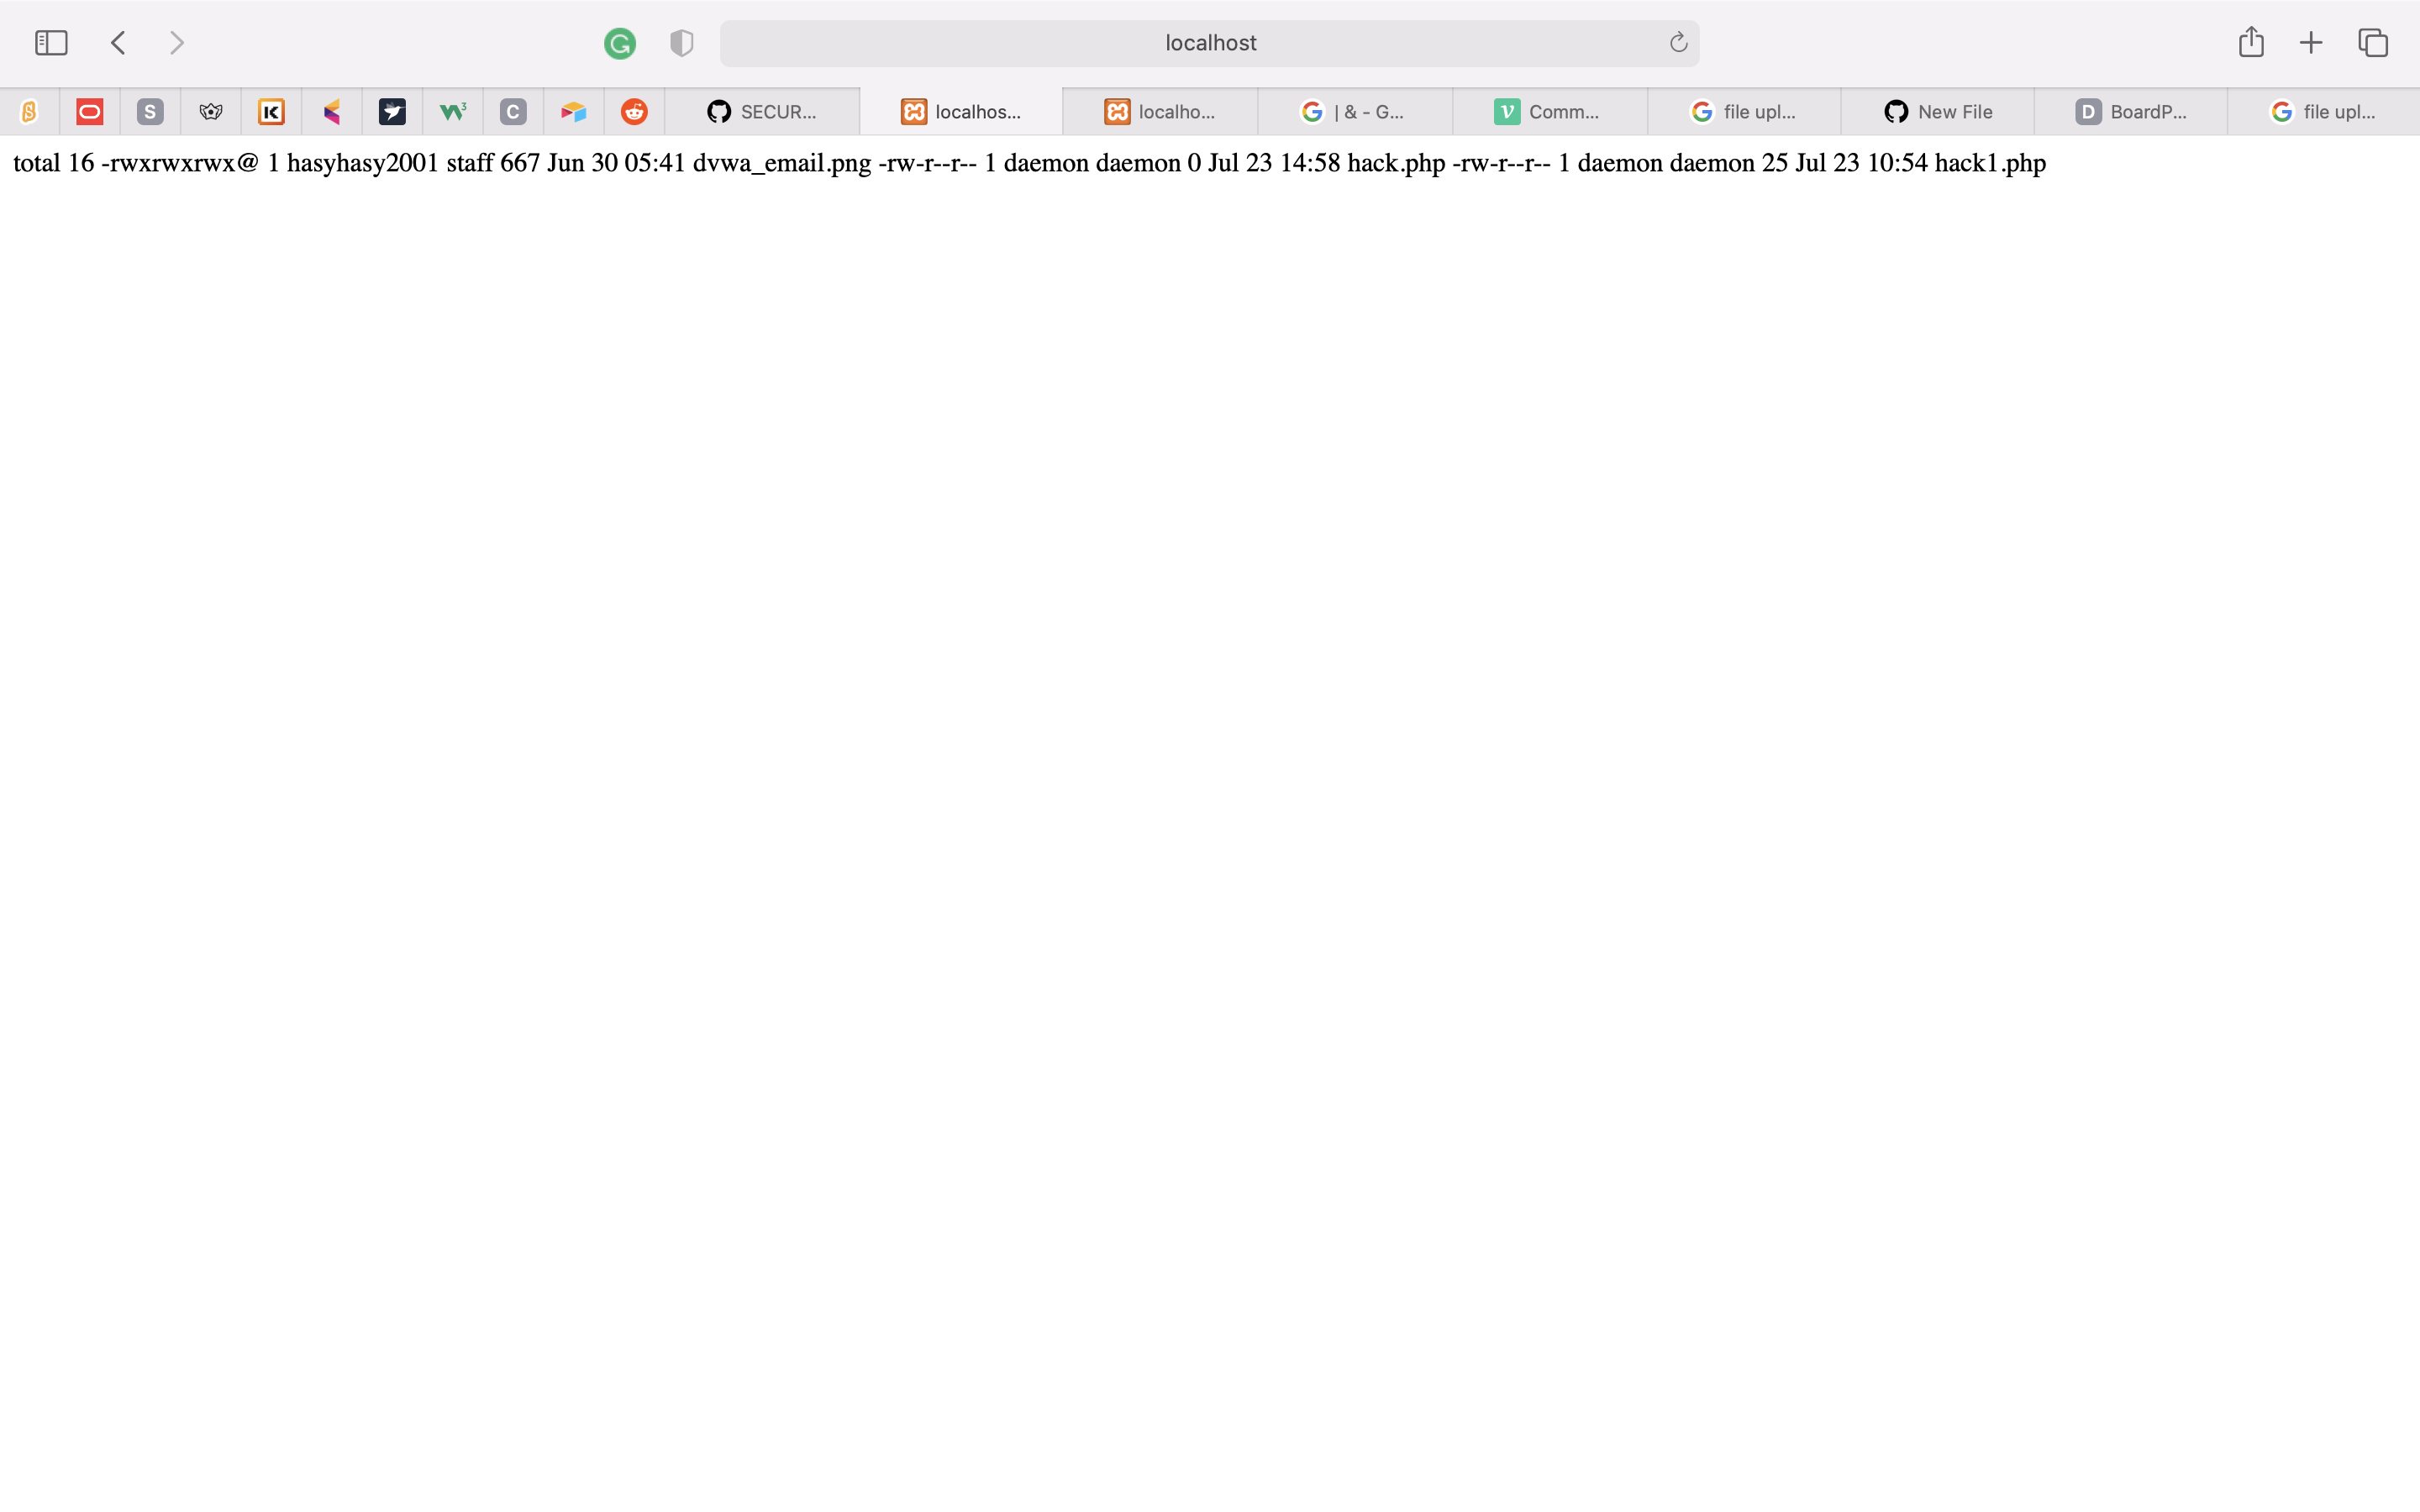 localhost
S
K
3
C
SECUR...
localhos...
localho...
| & - G...
V
Comm...
file upl...
New File
D
BoardP...
file upl...
total 16 -rwxrwxrwx@ 1 hasyhasy2001 staff 667 Jun 30 05:41 dvwa_email.png -rw-r--r-- 1 daemon daemon 0 Jul 23 14:58 hack.php -rw-r--r-- 1 daemon daemon 25 Jul 23 10:54 hack1.php